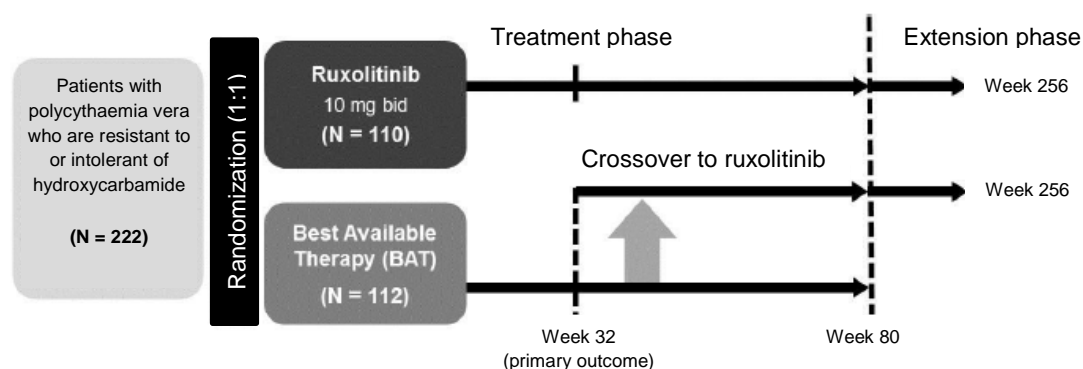 Patients with
polycythaemia vera
who are resistant to
or intolerant of
hydroxycarbamide
(N = 222)
Randomization (1:1)
Ruxolitinib
10 mg bid
(N = 110)
Best Available
Therapy (BAT)
(N = 112)
Treatment phase
Extension phase
Week 256
Crossover to ruxolitinib
Week 256
Week 32
(primary outcome)
Week 80